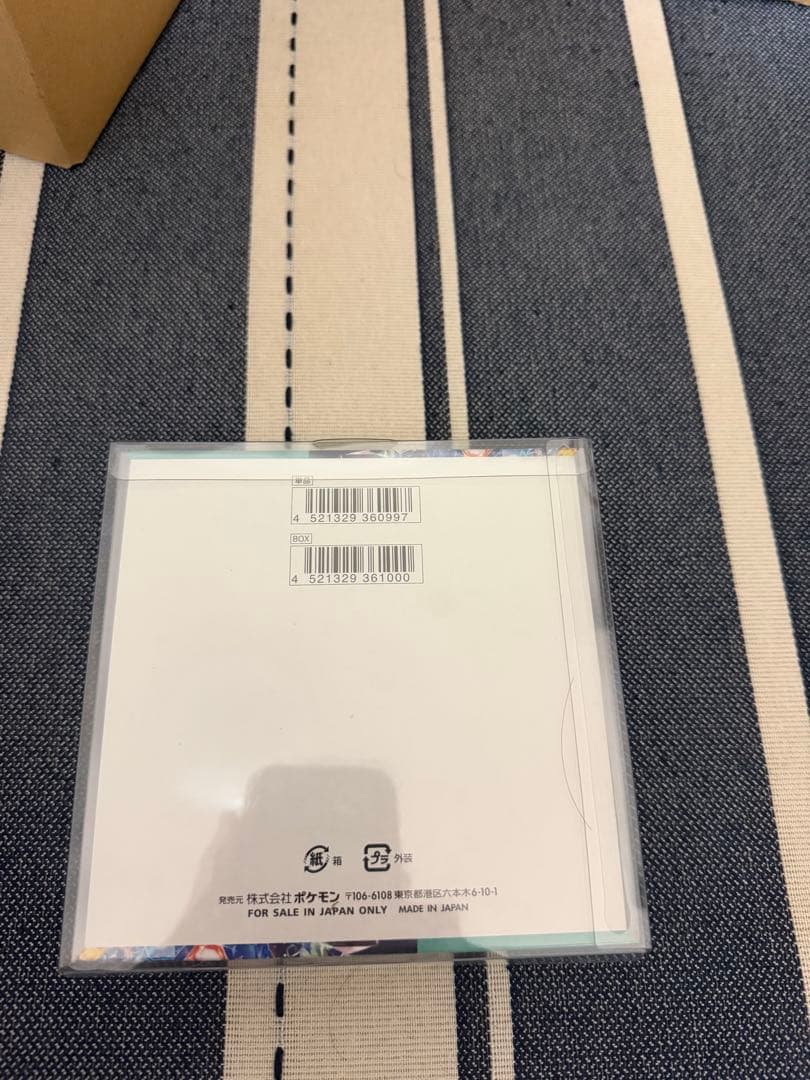 単品
4 521329 360997
BOX
4 521329 361000
紙 箱
プラ 外装
発売元 株式会社 ポケモン 〒106-6108 東京都港区六本木6-10-1
FOR SALE IN JAPAN ONLY MADE IN JAPAN